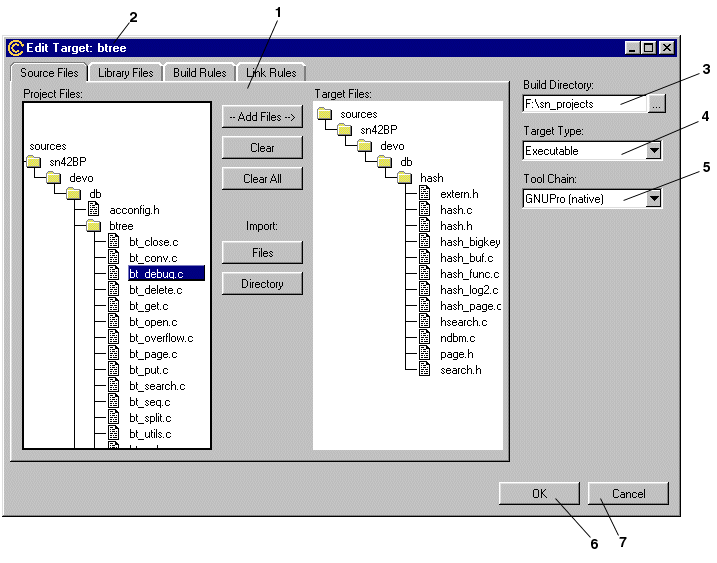 1
2
Edit Target: btree
Source Files
Library Files
Build Rules
Link Rules
Project Files:
sources
sn42BP
devo
db
acconfig.h
btree
bt_close.c
bt_conv.c
bt_debug.c
bt_delete.c
bt_get.c
bt_open.c
bt_overflow.c
bt_page.c
bt_put.c
bt_search.c
bt_seq.c
bt_split.c
bt_utils.c
-- Add Files -->
Clear
Clear All
Import:
Files
Directory
Target Files:
sources
sn42BP
devo
db
hash
extern.h
hash.c
hash.h
hash_bigkey
hash_buf.c
hash_func.c
hash_log2.c
hash_page.c
hsearch.c
ndbm.c
page.h
search.h
Build Directory:
F:\sn_projects
...
3
Target Type:
Executable
4
Tool Chain:
GNUPro (native)
5
OK
Cancel
6
7